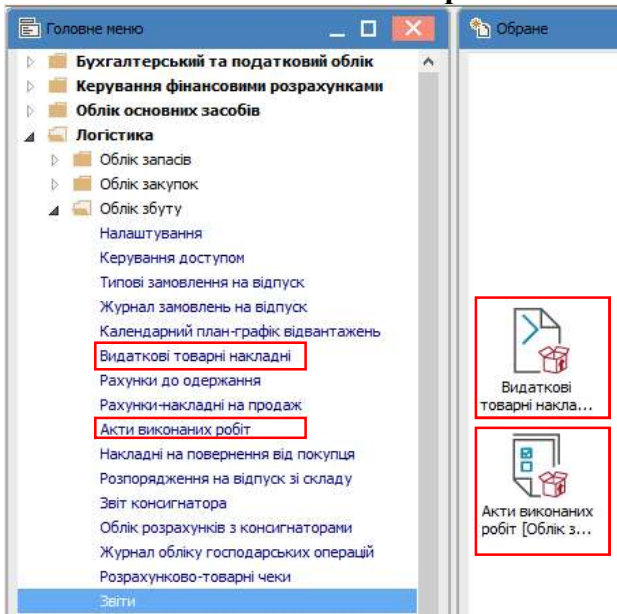 Головне меню
Бухгалтерський та податковий облік
Керування фінансовими розрахунками
Облік основних засобів
Логістика
Облік запасів
Облік закупок
Облік збуту
Налаштування
Керування доступом
Типові замовлення на відпуск
Журнал замовлень на відпуск
Календарний план-графік відвантажень
Видаткові товарні накладні
Рахунки до одержання
Рахунки-накладні на продаж
Акти виконаних робіт
Накладні на повернення від покупця
Розпорядження на відпуск зі складу
Звіт консигнатора
Облік розрахунків з консигнаторами
Журнал обліку господарських операцій
Розрахунково-товарні чеки
Звіти
Обране
Видаткові
товарні накла...
Акти виконаних
робіт [Облік з...